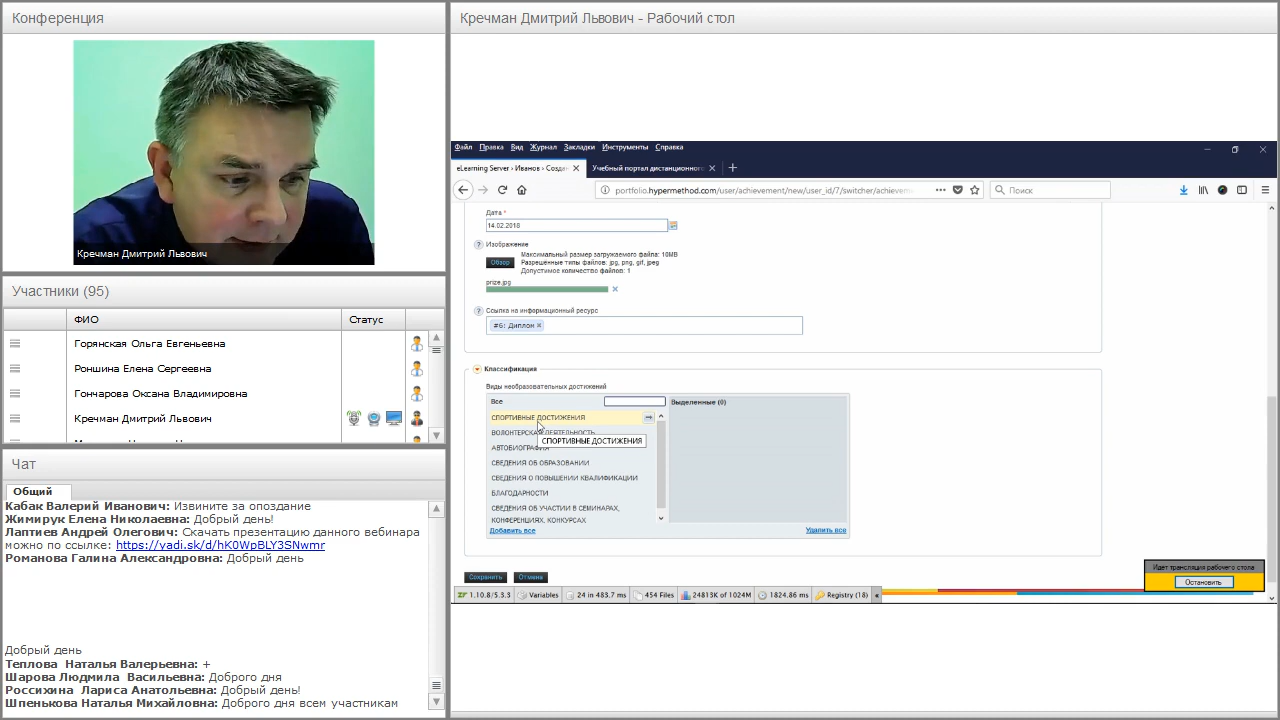 Конференция
Кречман Дмитрий Львович
Участники (95)
ФИО
Статус
Горянская Ольга Евгеньевна
Роншина Елена Сергеевна
Гончарова Оксана Владимировна
Кречман Дмитрий Львович
Чат
Общий
Кабак Валерий Иванович: Извините за опоздание
Жимирук Елена Николаевна: Добрый день!
Лаптиев Андрей Олегович: Скачать презентацию данного вебинара
можно по ссылке: https://yadi.sk/d/hK0WpBLY3SNwmr
Романова Галина Александровна: Добрый день
Добрый день
Теплова Наталья Валерьевна: +
Шарова Людмила Васильевна: Доброго дня
Россихина Лариса Анатольевна: Добрый день!
Шпенькова Наталья Михайловна: Доброго дня всем участникам
Кречман Дмитрий Львович - Рабочий стол
Файл Правка Вид Журнал Закладки Инструменты Справка
eLearning Server › Иванов › Созда
Учебный портал дистанционного
portfolio.hypermethod.com/user/achievement/new/user_id/7/switcher/achieveme
Поиск
Дата *
14.02.2018
? Изображение
Обзор
Максимальный размер загружаемого файла: 10MB
Разрешённые типы файлов: jpg, png, gif, jpeg
Допустимое количество файлов: 1
prize.jpg
? Ссылка на информационный ресурс
#6: Диплом
Классификация
Виды необразовательных достижений
Все
Выделенные (0)
СПОРТИВНЫЕ ДОСТИЖЕНИЯ
ВОЛОНТЕРСКАЯ ДЕЯТЕЛЬНОСТЬ
СПОРТИВНЫЕ ДОСТИЖЕНИЯ
АВТОБИОГРАФИЯ
СВЕДЕНИЯ ОБ ОБРАЗОВАНИИ
СВЕДЕНИЯ О ПОВЫШЕНИИ КВАЛИФИКАЦИИ
БЛАГОДАРНОСТИ
СВЕДЕНИЯ ОБ УЧАСТИИ В СЕМИНАРАХ,
КОНФЕРЕНЦИЯХ, КОНКУРСАХ
Добавить все
Удалить все
Сохранить
Отмена
Идет трансляция рабочего стола
Остановить
1.10.8/5.3.5 Variables 24 in 483.7 ms 454 Files 24813K of 1024M 1824.86 ms Registry (18) «